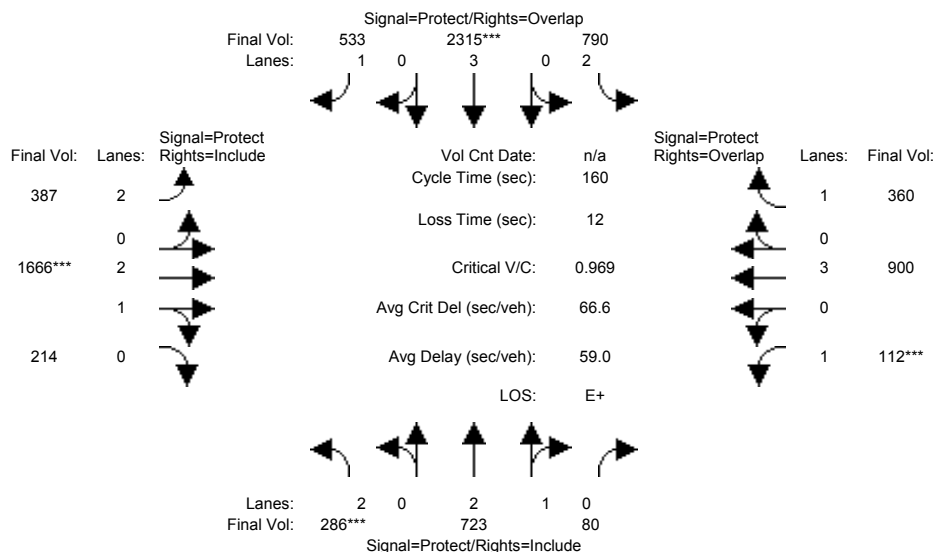 Signal=Protect/Rights=Overlap
Final Vol: 533 2315*** 790
Lanes: 1 0 3 0 2
Signal=Protect
Final Vol: Lanes: Rights=Include
Vol Cnt Date: n/a
Signal=Protect
Rights=Overlap Lanes: Final Vol:
Cycle Time (sec): 160
387 2
1 360
Loss Time (sec): 12
0
0
1666*** 2
Critical V/C: 0.969
3 900
1
Avg Crit Del (sec/veh): 66.6
0
214 0
Avg Delay (sec/veh): 59.0
1 112***
LOS: E+
Lanes: 2 0 2 1 0
Final Vol: 286*** 723 80
Signal=Protect/Rights=Include